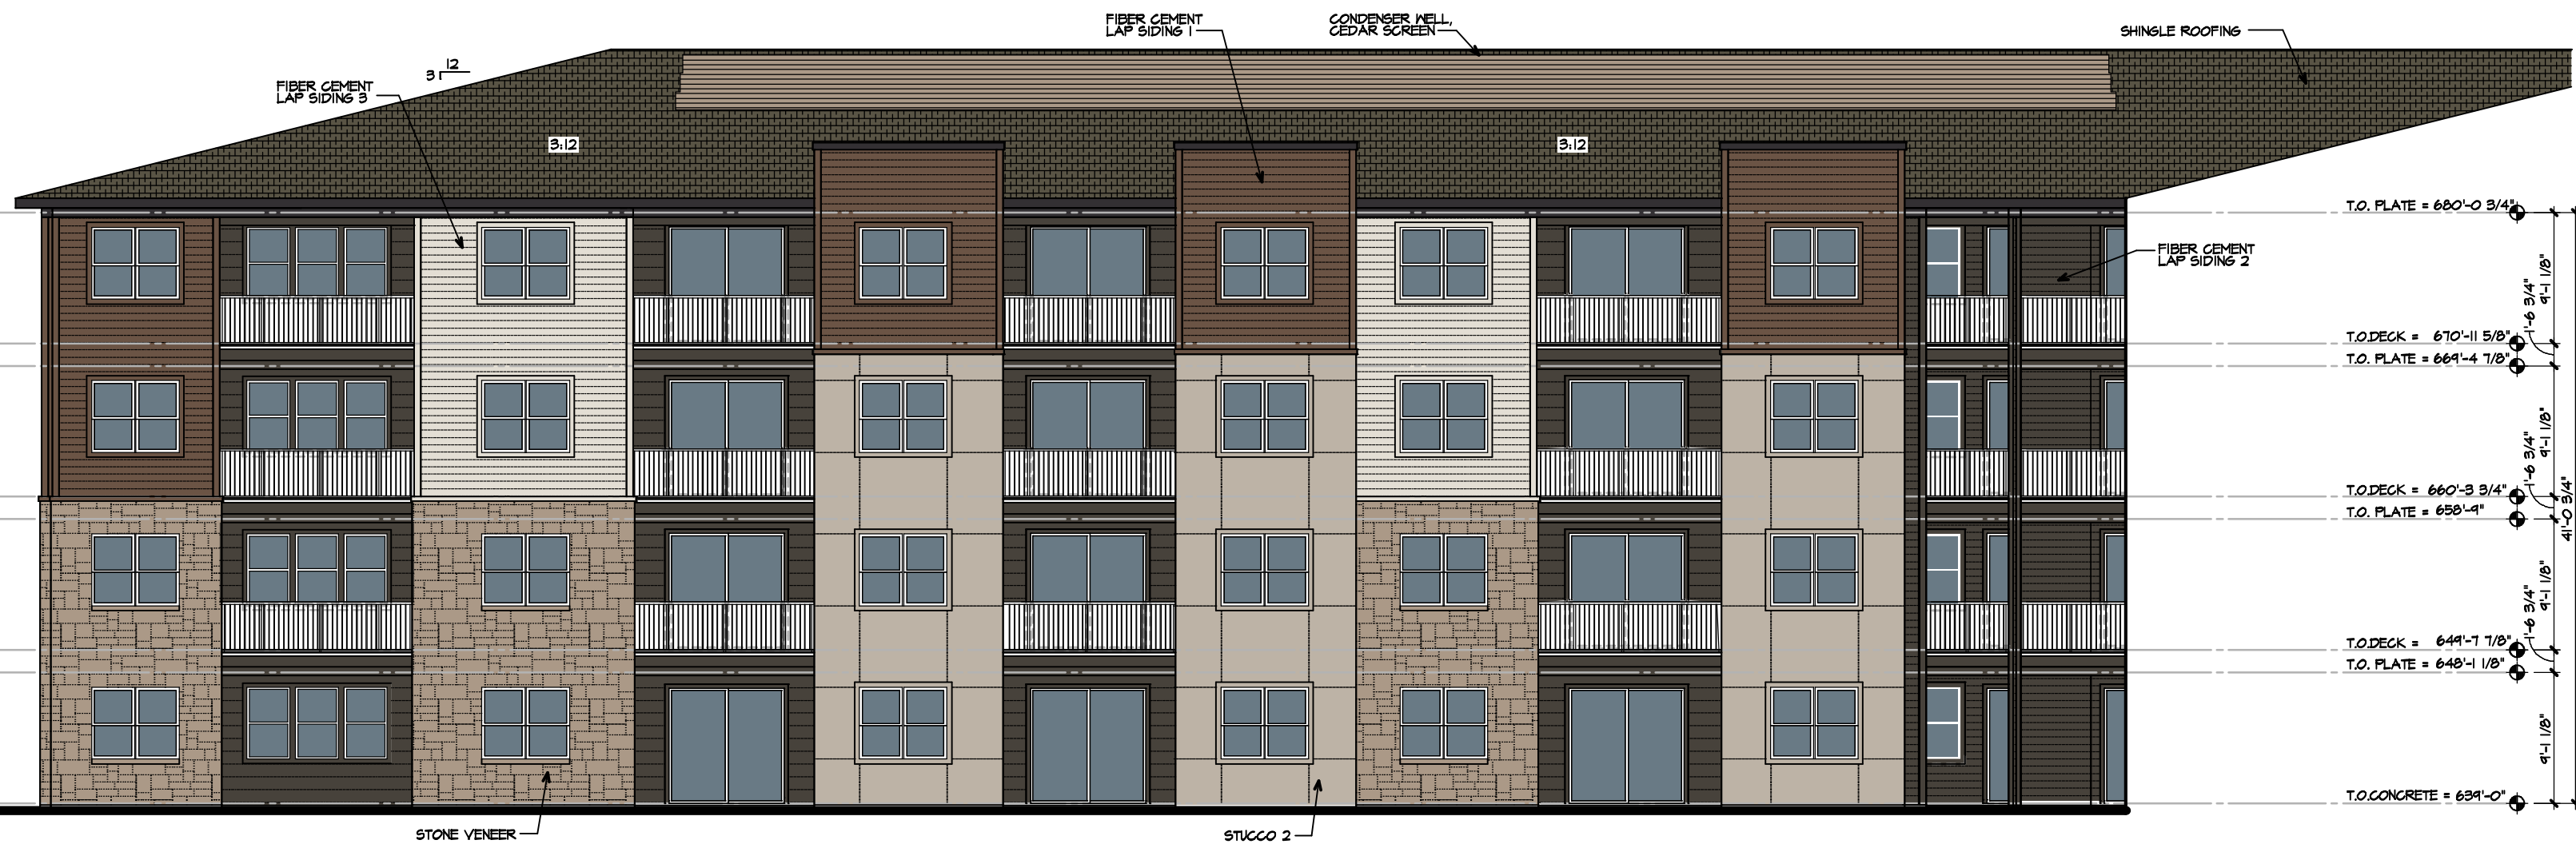 FIBER CEMENT
LAP SIDING 1
CONDENSER WELL,
CEDAR SCREEN
SHINGLE ROOFING
12
3
FIBER CEMENT
LAP SIDING 3
3:12
3:12
T.O. PLATE = 680'-0 3/4"
FIBER CEMENT
LAP SIDING 2
9'-1 1/8"
1'-6 3/4"
T.O.DECK = 670'-11 5/8"
T.O. PLATE = 669'-4 7/8"
9'-1 1/8"
1'-6 3/4"
T.O.DECK = 660'-3 3/4"
T.O. PLATE = 658'-9"
41'-0 3/4"
9'-1 1/8"
1'-6 3/4"
T.O.DECK = 649'-7 7/8"
T.O. PLATE = 648'-1 1/8"
9'-1 1/8"
T.O.CONCRETE = 639'-0"
STONE VENEER
STUCCO 2